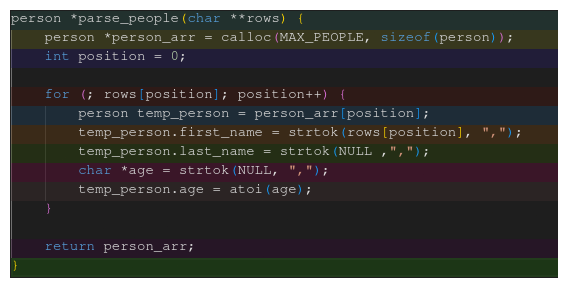 person *parse_people(char **rows) {
    person *person_arr = calloc(MAX_PEOPLE, sizeof(person));
    int position = 0;

    for (; rows[position]; position++) {
        person temp_person = person_arr[position];
        temp_person.first_name = strtok(rows[position], ",");
        temp_person.last_name = strtok(NULL ,",");
        char *age = strtok(NULL, ",");
        temp_person.age = atoi(age);
    }

    return person_arr;
}